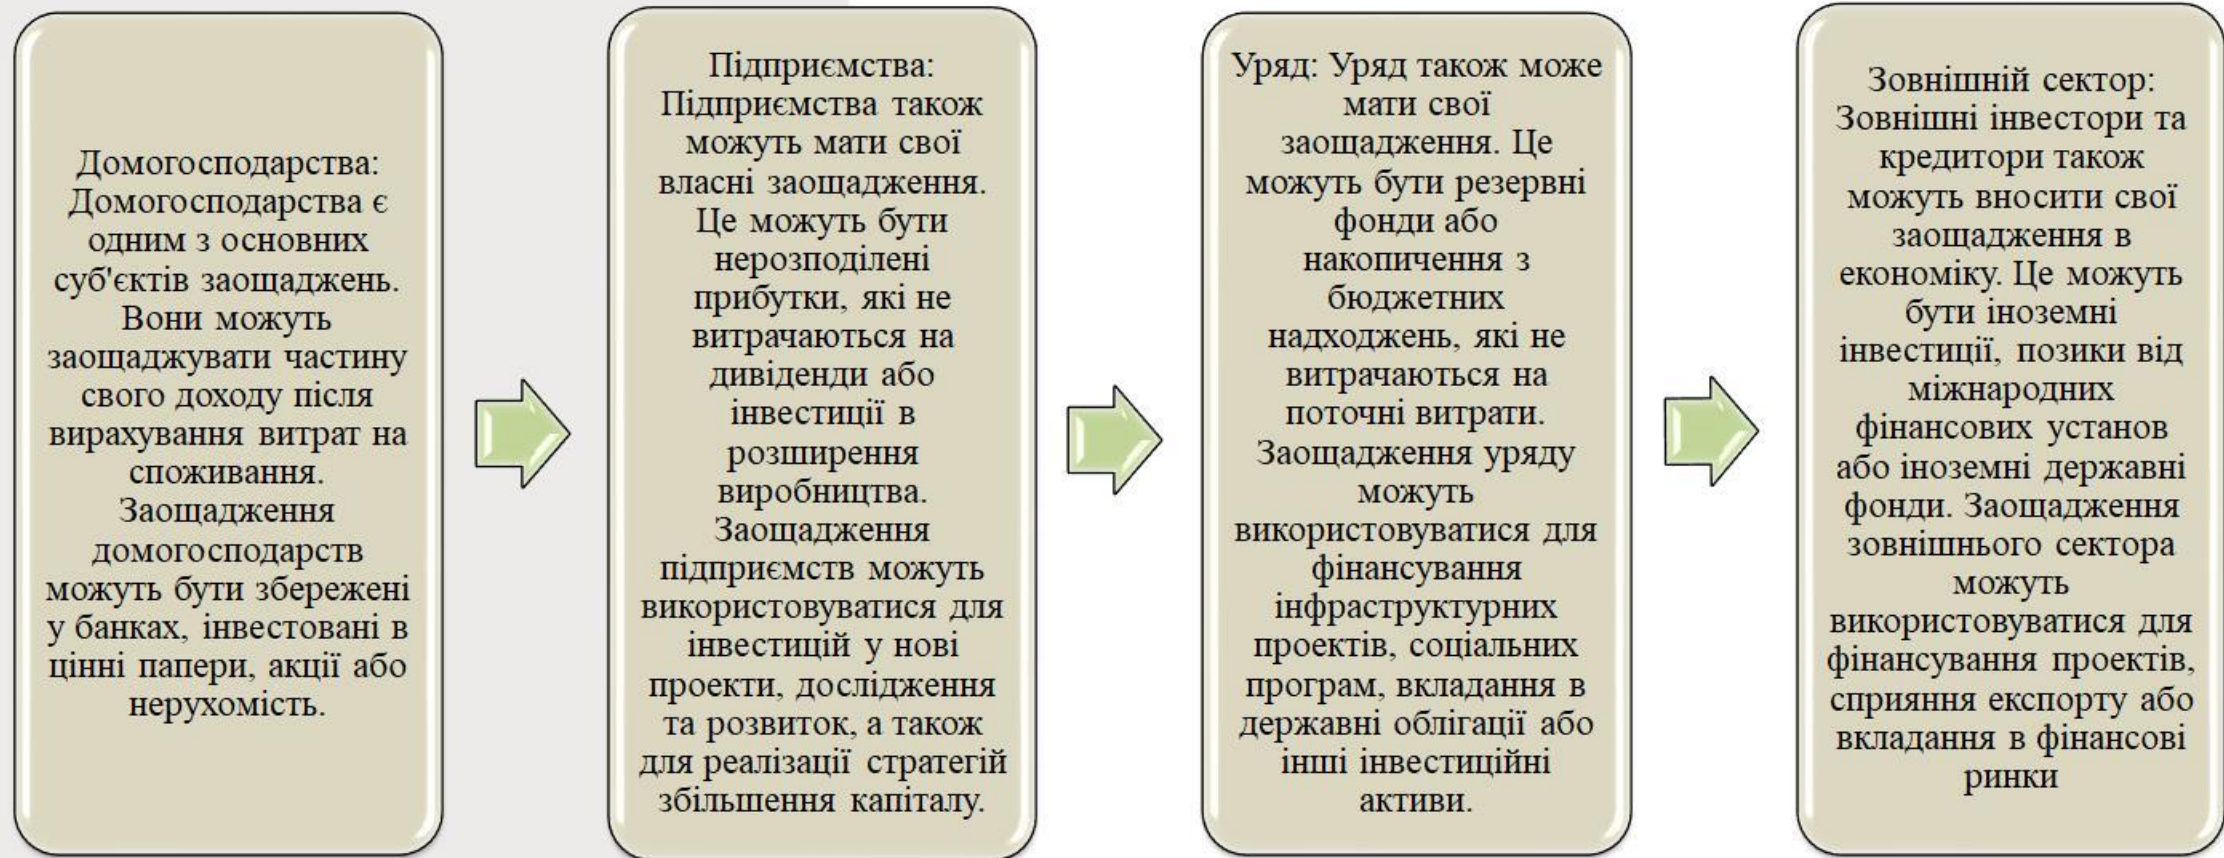 Домогосподарства:
Домогосподарства є
одним з основних
суб'єктів заощаджень.
Вони можуть
заощаджувати частину
свого доходу після
вирахування витрат на
споживання.
Заощадження
домогосподарств
можуть бути збережені
у банках, інвестовані в
цінні папери, акції або
нерухомість.
Підприємства:
Підприємства також
можуть мати свої
власні заощадження.
Це можуть бути
нерозподілені
прибутки, які не
витрачаються на
дивіденди або
інвестиції в
розширення
виробництва.
Заощадження
підприємств можуть
використовуватися для
інвестицій у нові
проекти, дослідження
та розвиток, а також
для реалізації стратегій
збільшення капіталу.
Уряд: Уряд також може
мати свої
заощадження. Це
можуть бути резервні
фонди або
накопичення з
бюджетних
надходжень, які не
витрачаються на
поточні витрати.
Заощадження уряду
можуть
використовуватися для
фінансування
інфраструктурних
проектів, соціальних
програм, вкладання в
державні облігації або
інші інвестиційні
активи.
Зовнішній сектор:
Зовнішні інвестори та
кредитори також
можуть вносити свої
заощадження в
економіку. Це можуть
бути іноземні
інвестиції, позики від
міжнародних
фінансових установ
або іноземні державні
фонди. Заощадження
зовнішнього сектора
можуть
використовуватися для
фінансування проектів,
сприяння експорту або
вкладання в фінансові
ринки